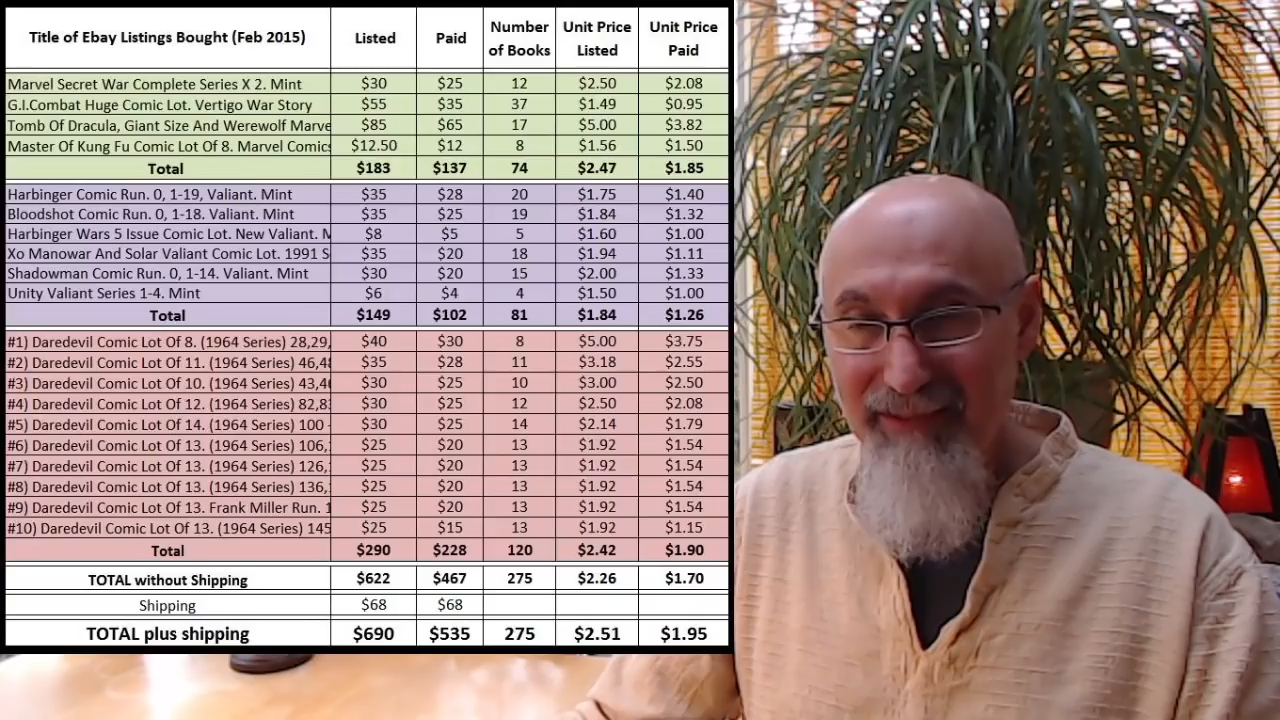 Title of Ebay Listings Bought (Feb 2015) Listed Paid Number of Books Unit Price Listed Unit Price Paid
Marvel Secret War Complete Series X 2. Mint $30 $25 12 $2.50 $2.08
G.I.Combat Huge Comic Lot. Vertigo War Story $55 $35 37 $1.49 $0.95
Tomb Of Dracula, Giant Size And Werewolf Marve $85 $65 17 $5.00 $3.82
Master Of Kung Fu Comic Lot Of 8. Marvel Comics $12.50 $12 8 $1.56 $1.50
Total $183 $137 74 $2.47 $1.85
Harbinger Comic Run. 0, 1-19, Valiant. Mint $35 $28 20 $1.75 $1.40
Bloodshot Comic Run. 0, 1-18. Valiant. Mint $35 $25 19 $1.84 $1.32
Harbinger Wars 5 Issue Comic Lot. New Valiant. M $8 $5 5 $1.60 $1.00
Xo Manowar And Solar Valiant Comic Lot. 1991 S $35 $20 18 $1.94 $1.11
Shadowman Comic Run. 0, 1-14. Valiant. Mint $30 $20 15 $2.00 $1.33
Unity Valiant Series 1-4. Mint $6 $4 4 $1.50 $1.00
Total $149 $102 81 $1.84 $1.26
#1) Daredevil Comic Lot Of 8. (1964 Series) 28,29, $40 $30 8 $5.00 $3.75
#2) Daredevil Comic Lot Of 11. (1964 Series) 46,48 $35 $28 11 $3.18 $2.55
#3) Daredevil Comic Lot Of 10. (1964 Series) 43,46 $30 $25 10 $3.00 $2.50
#4) Daredevil Comic Lot Of 12. (1964 Series) 82,83 $30 $25 12 $2.50 $2.08
#5) Daredevil Comic Lot Of 14. (1964 Series) 100 - $30 $25 14 $2.14 $1.79
#6) Daredevil Comic Lot Of 13. (1964 Series) 106, $25 $20 13 $1.92 $1.54
#7) Daredevil Comic Lot Of 13. (1964 Series) 126, $25 $20 13 $1.92 $1.54
#8) Daredevil Comic Lot Of 13. (1964 Series) 136, $25 $20 13 $1.92 $1.54
#9) Daredevil Comic Lot Of 13. Frank Miller Run. 1 $25 $20 13 $1.92 $1.54
#10) Daredevil Comic Lot Of 13. (1964 Series) 145 $25 $15 13 $1.92 $1.15
Total $290 $228 120 $2.42 $1.90
TOTAL without Shipping $622 $467 275 $2.26 $1.70
Shipping $68 $68
TOTAL plus shipping $690 $535 275 $2.51 $1.95